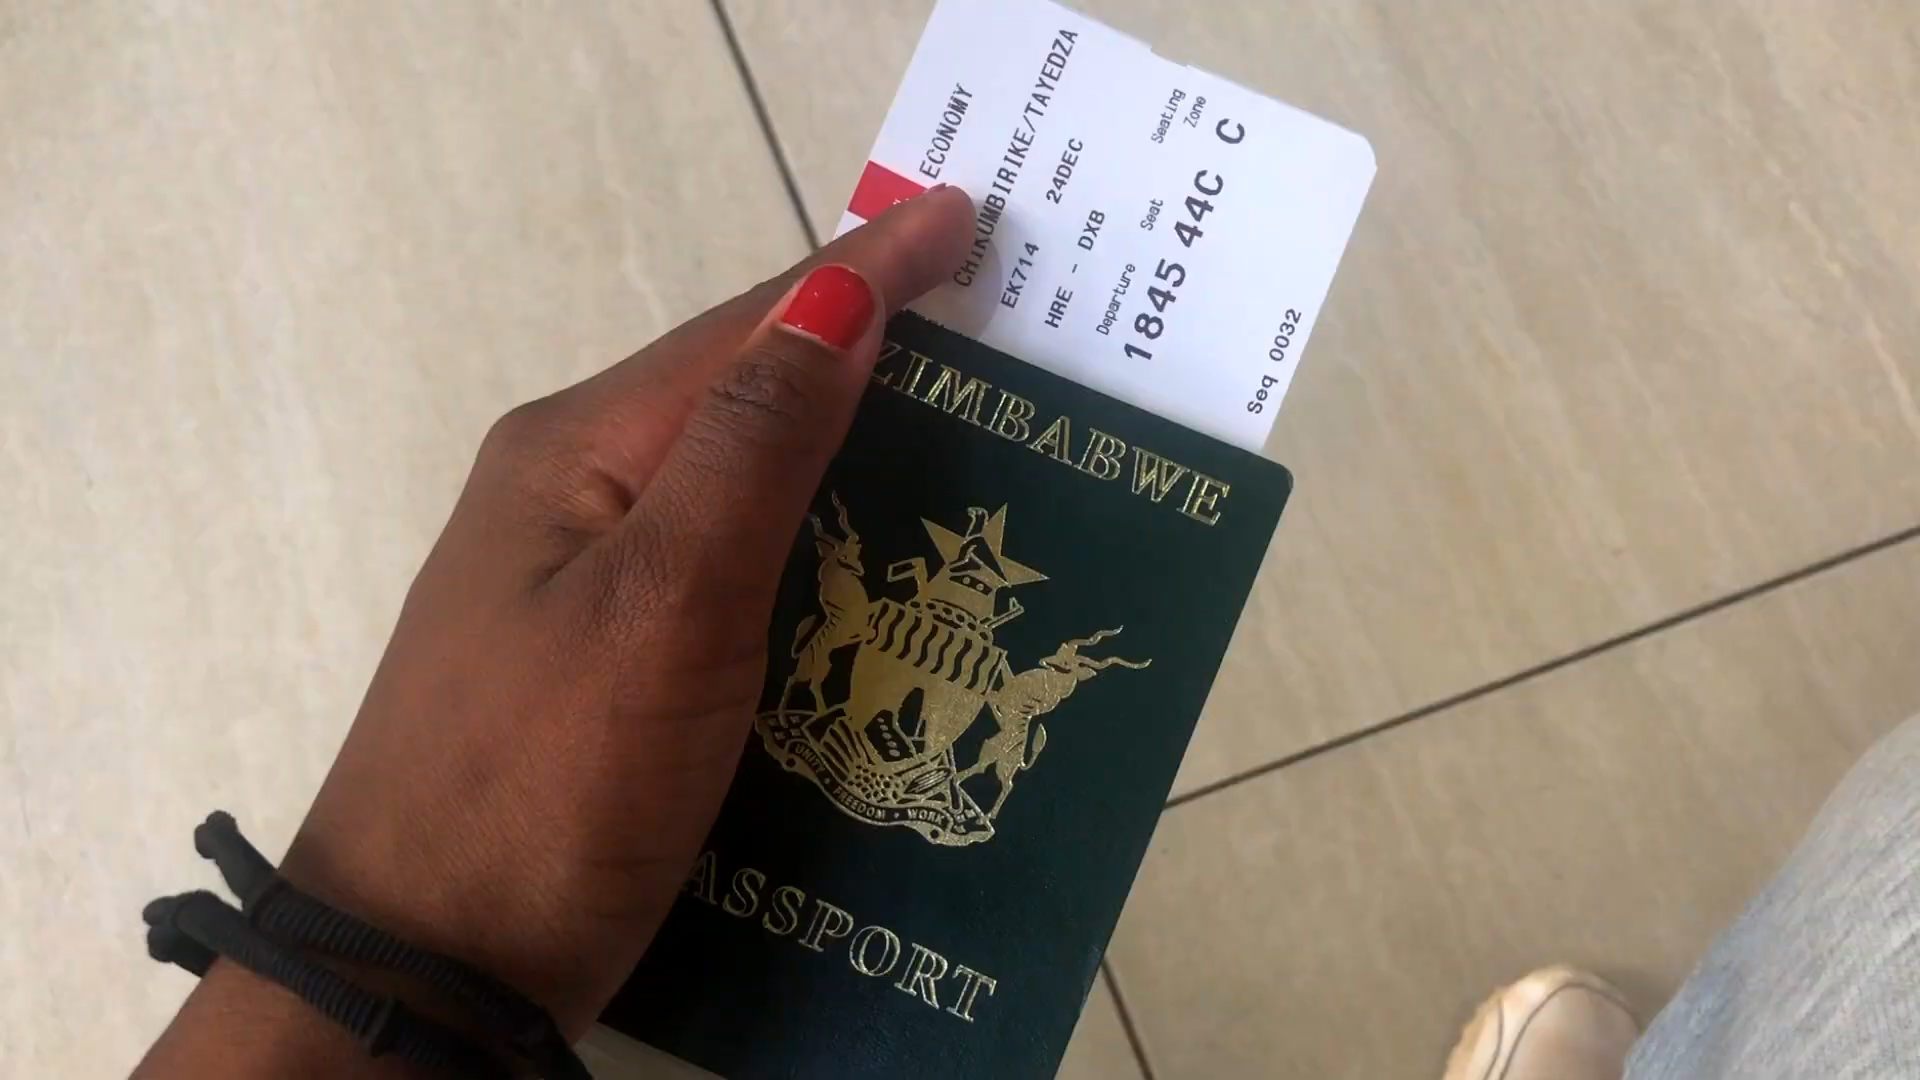 ECONOMY
CHIKUMBIRIKE/TAYEDZA
EK714 24DEC
HRE - DXB
Departure Seat Seating Zone
1845 44C C
Seq 0032
ZIMBABWE
UNITY • FREEDOM • WORK
ASSPORT